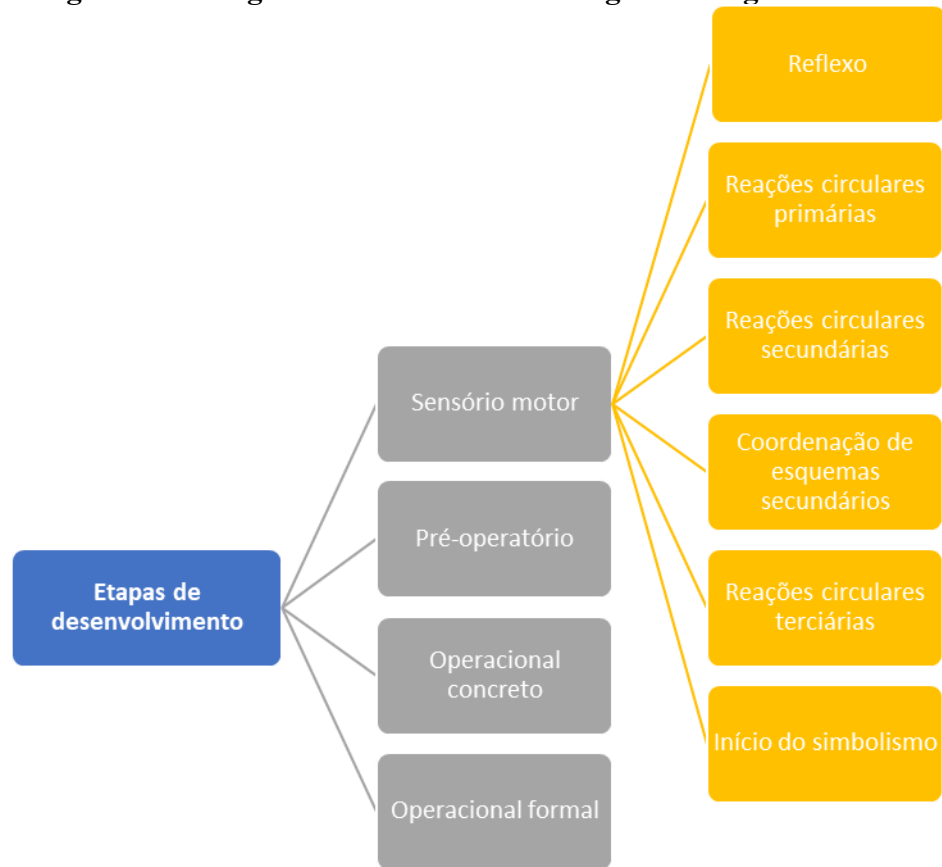 Etapas de
desenvolvimento
Sensório motor
Pré-operatório
Operacional
concreto
Operacional formal
Reflexo
Reações circulares
primárias
Reações circulares
secundárias
Coordenação de
esquemas
secundários
Reações circulares
terciárias
Início do simbolismo